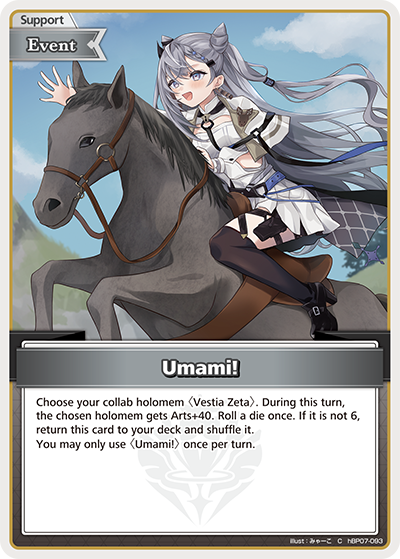 Support
Event
Umami!
Choose your collab holomem〈Vestia Zeta〉. During this turn,
the chosen holomem gets Arts+40. Roll a die once. If it is not 6,
return this card to your deck and shuffle it.
You may only use〈Umami!〉once per turn.
illust：みゃーこ C hBP07-093